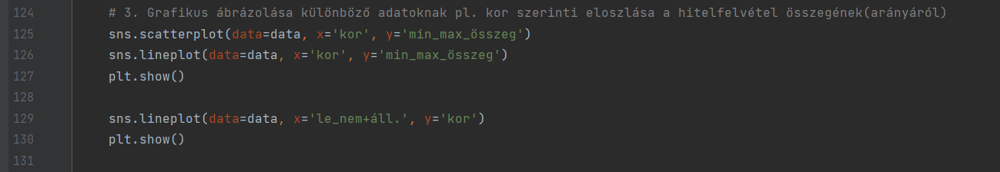 124 # 3. Grafikus ábrázolása különböző adatoknak pl. kor szerinti eloszlása a hitelfelvétel összegének(arányáról)
125 sns.scatterplot(data=data, x='kor', y='min_max_összeg')
126 sns.lineplot(data=data, x='kor', y='min_max_összeg')
127 plt.show()
128
129 sns.lineplot(data=data, x='le_nem+áll.', y='kor')
130 plt.show()
131